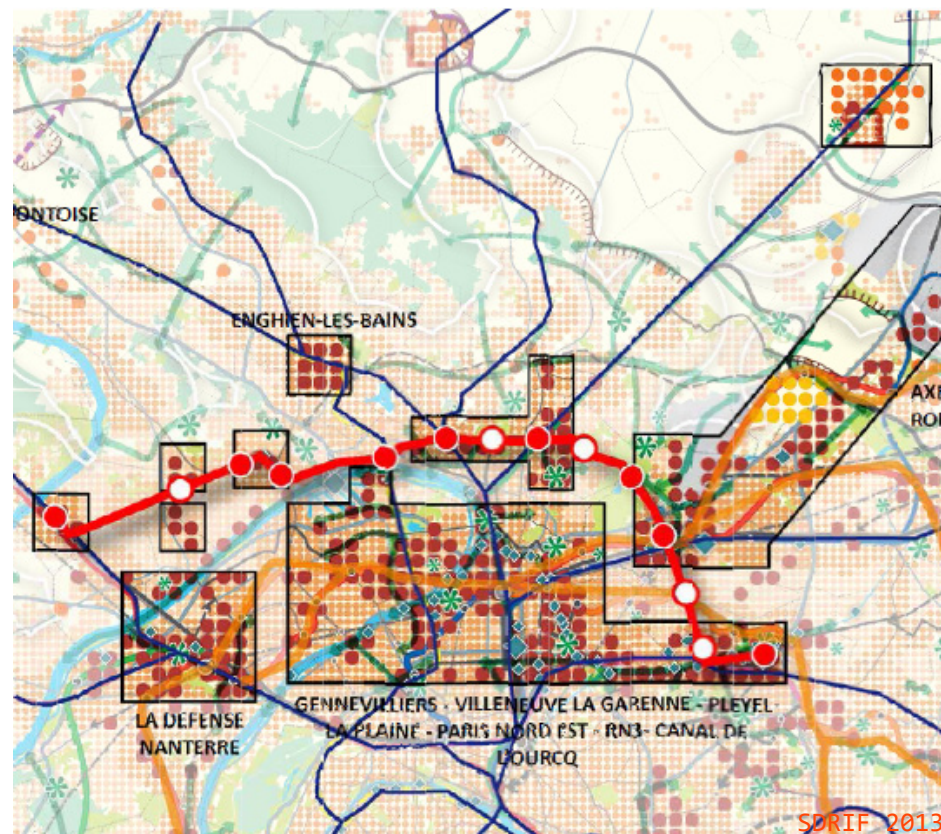 ONTOISE
ENGHIEN-LES-BAINS
AXE
LA DEFENSE
NANTERRE
GENNEVILLIERS - VILLENEUVE LA GARENNE - PLEYEL-
LA PLAINE - PARIS NORD EST - RN3- CANAL DE
L'OURCQ
SDRIF 2013